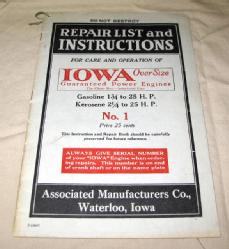 DO NOT DESTROY
REPAIR LIST and
INSTRUCTIONS
FOR CARE AND OPERATION OF
IOWA Over-Size
Guaranteed Power Engines
Gasoline 1¾ to 28 H. P.
Kerosene 2¼ to 25 H. P.
No. 1
Price 25 cents
This Instruction and Repair Book should be carefully
preserved for future reference.
ALWAYS GIVE SERIAL NUMBER
of your "IOWA" Engine when order-
ing repairs. This number is on end
of crank shaft or on the name plate
Associated Manufacturers Co.,
Waterloo, Iowa